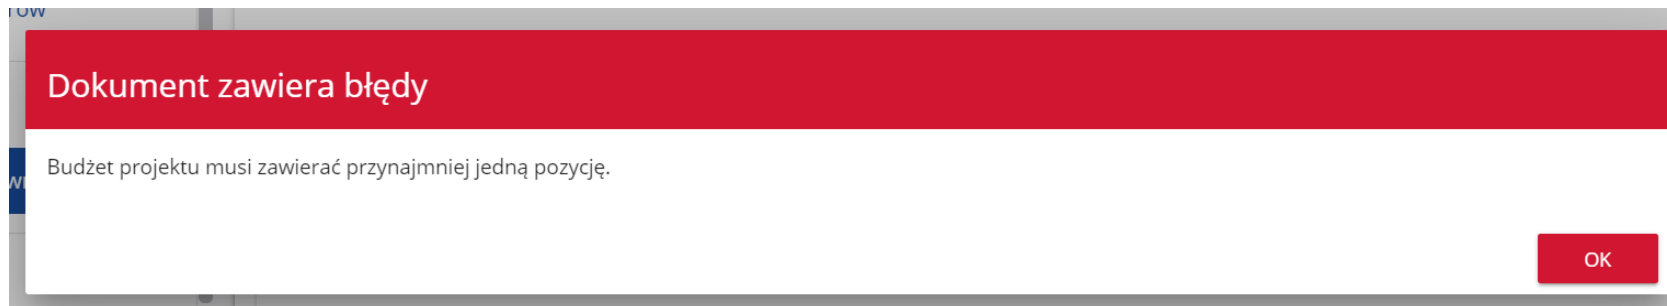 Dokument zawiera błędy
Budżet projektu musi zawierać przynajmniej jedną pozycję.
OK